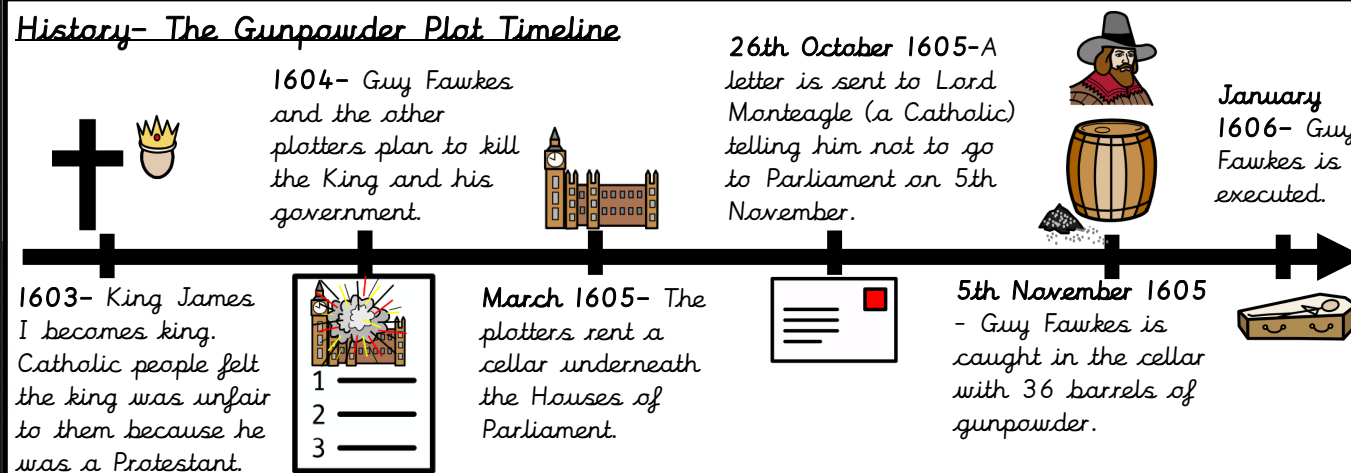 History- The Gunpowder Plot Timeline
1603- King James
I becomes king.
Catholic people felt
the king was unfair
to them because he
was a Protestant.
1604- Guy Fawkes
and the other
plotters plan to kill
the King and his
government.
1
2
3
March 1605- The
plotters rent a
cellar underneath
the Houses of
Parliament.
26th October 1605-A
letter is sent to Lord
Monteagle (a Catholic)
telling him not to go
to Parliament on 5th
November.
5th November 1605
- Guy Fawkes is
caught in the cellar
with 36 barrels of
gunpowder.
January
1606- Guy
Fawkes is
executed.